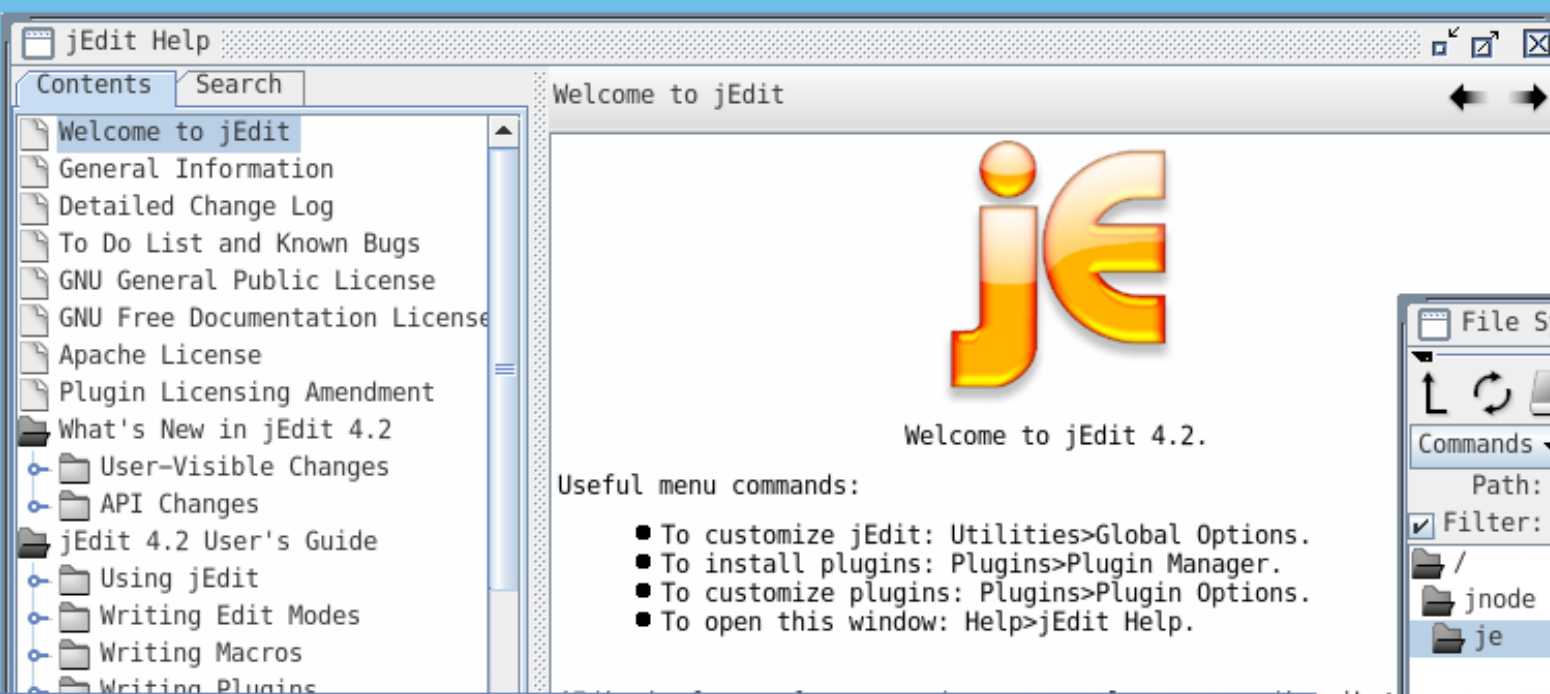 jEdit Help
Contents
Search
Welcome to jEdit
General Information
Detailed Change Log
To Do List and Known Bugs
GNU General Public License
GNU Free Documentation License
Apache License
Plugin Licensing Amendment
What's New in jEdit 4.2
User-Visible Changes
API Changes
jEdit 4.2 User's Guide
Using jEdit
Writing Edit Modes
Writing Macros
Writing Plugins
Welcome to jEdit
jE
Welcome to jEdit 4.2.
Useful menu commands:
To customize jEdit: Utilities>Global Options.
To install plugins: Plugins>Plugin Manager.
To customize plugins: Plugins>Plugin Options.
To open this window: Help>jEdit Help.
File S
Commands
Path:
Filter:
/
jnode
je